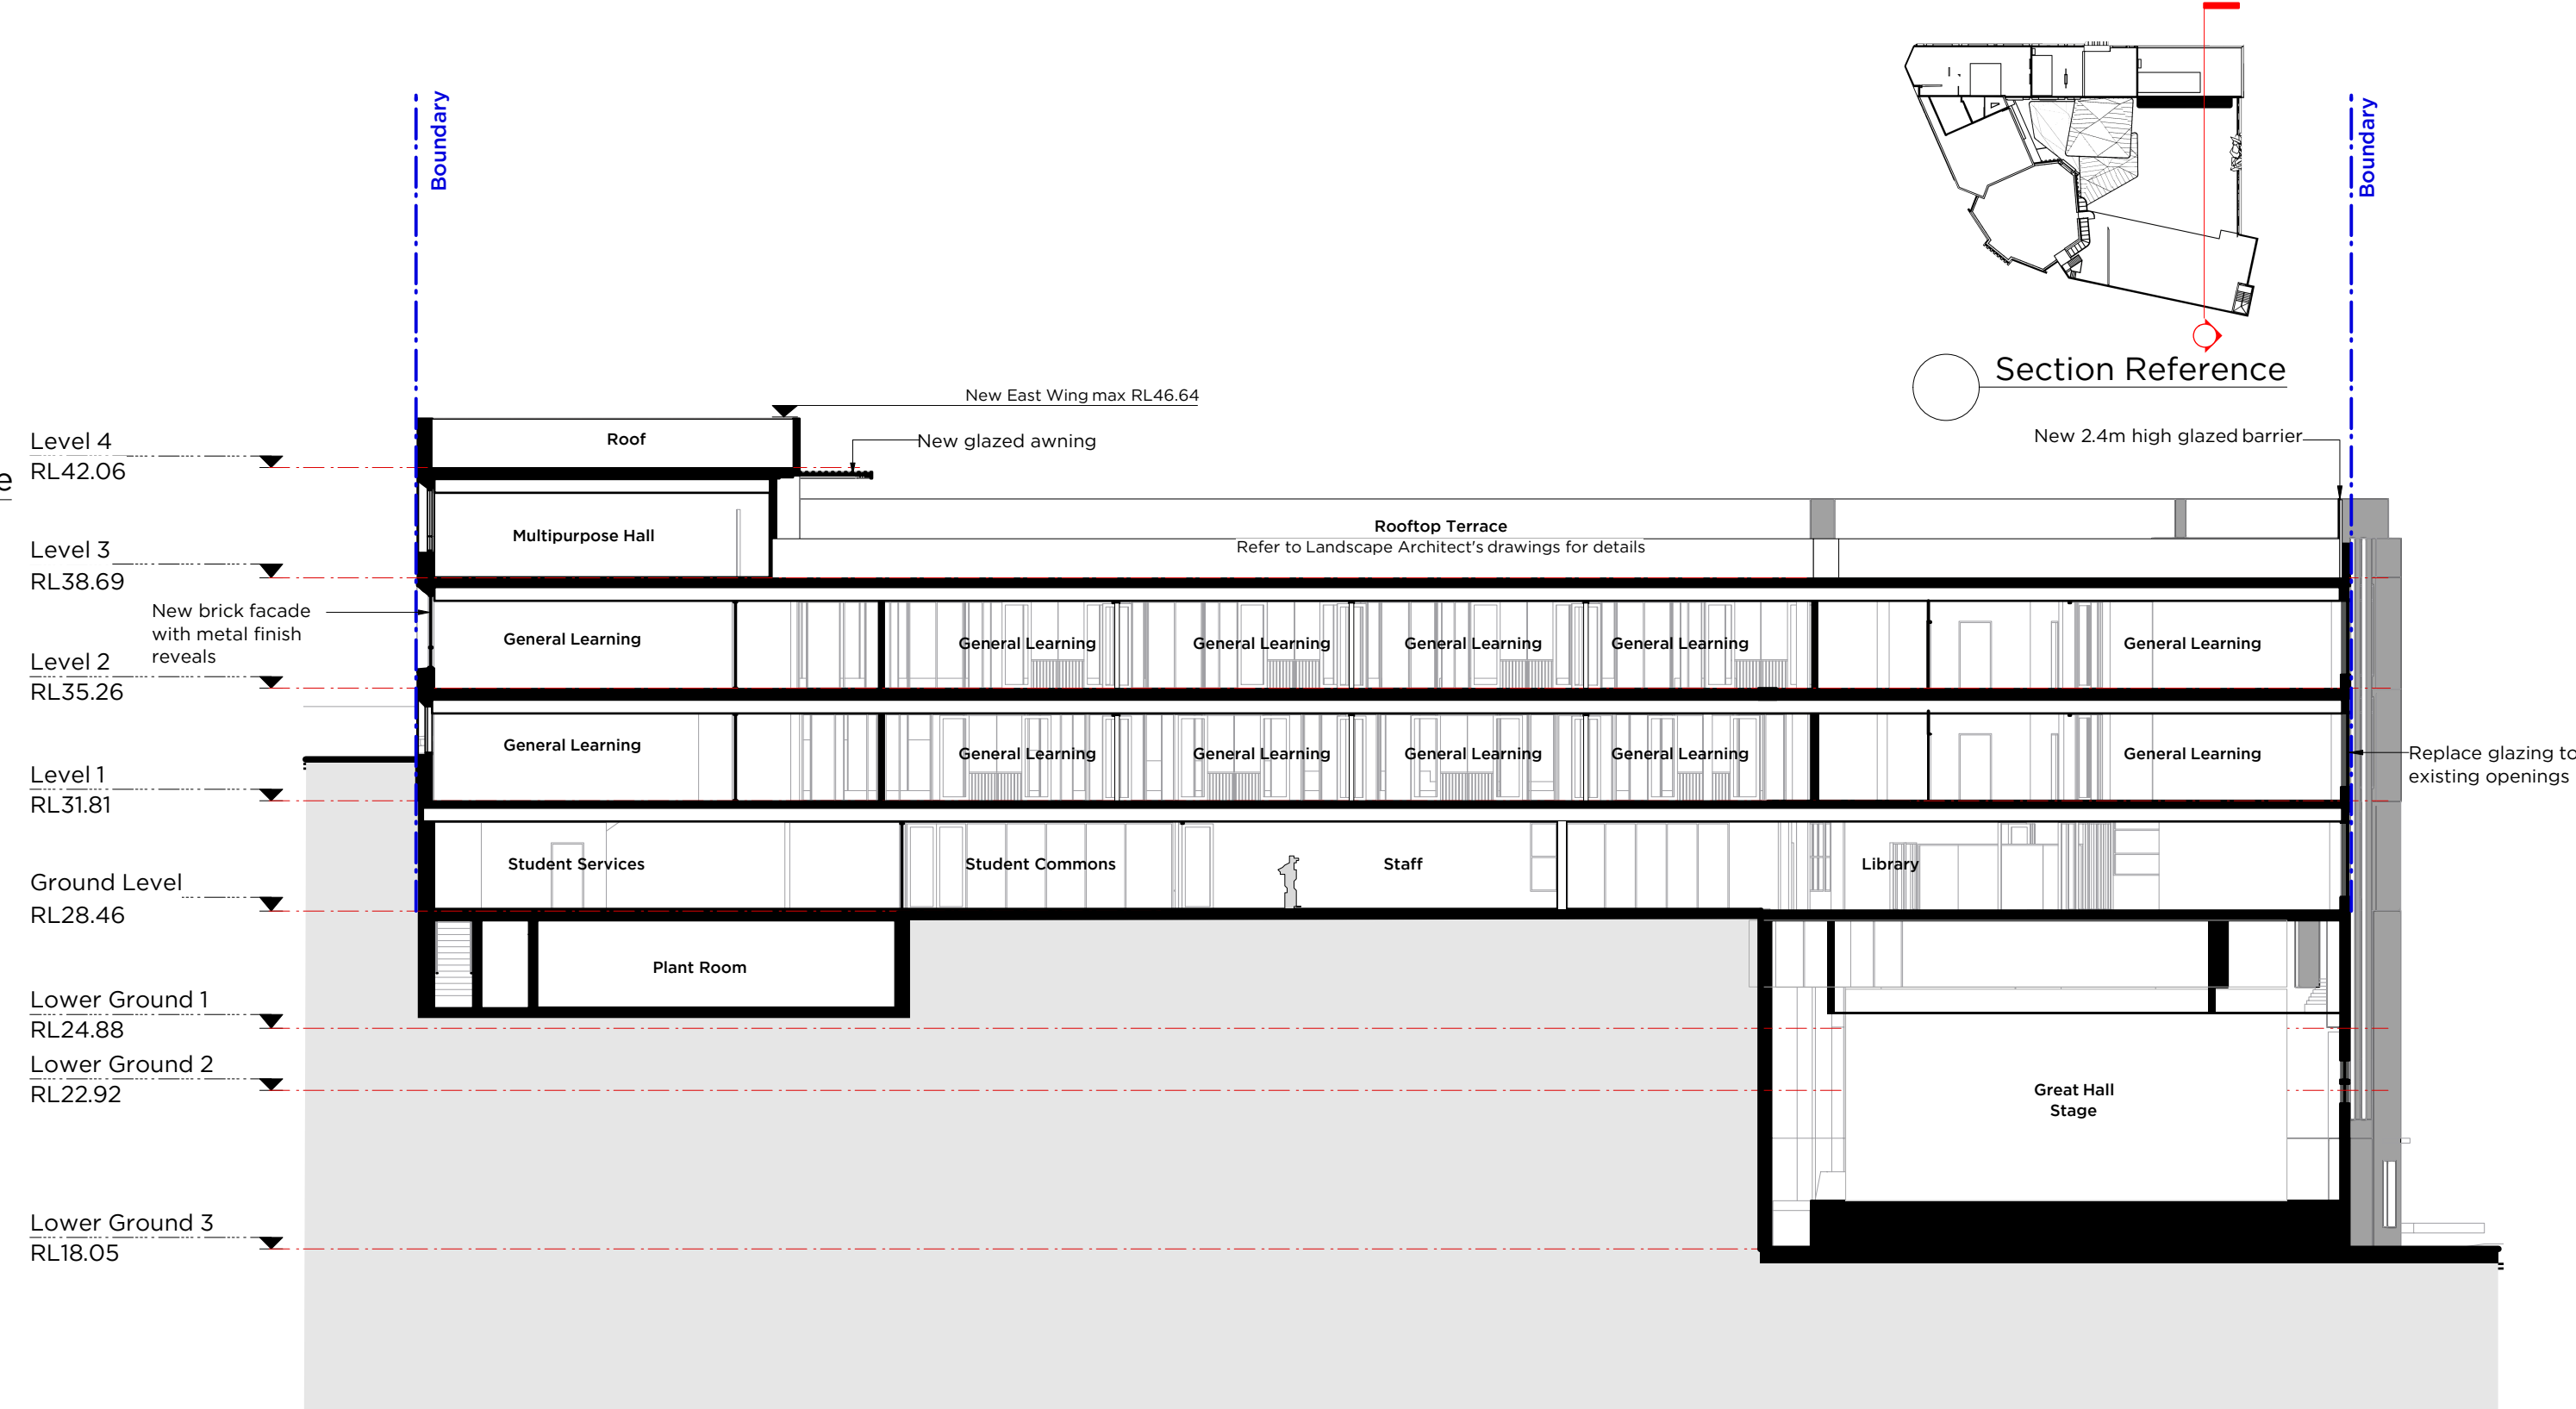 Boundary
Boundary
Section Reference
New East Wing max RL46.64
New glazed awning
New 2.4m high glazed barrier
Level 4
RL42.06
e
Roof
Multipurpose Hall
Rooftop Terrace
Refer to Landscape Architect's drawings for details
Level 3
RL38.69
New brick facade
with metal finish
reveals
General Learning
General Learning
General Learning
General Learning
General Learning
General Learning
Level 2
RL35.26
General Learning
General Learning
General Learning
General Learning
General Learning
General Learning
Replace glazing to
existing openings
Level 1
RL31.81
Student Services
Student Commons
Staff
Library
Ground Level
RL28.46
Plant Room
Lower Ground 1
RL24.88
Lower Ground 2
RL22.92
Great Hall
Stage
Lower Ground 3
RL18.05